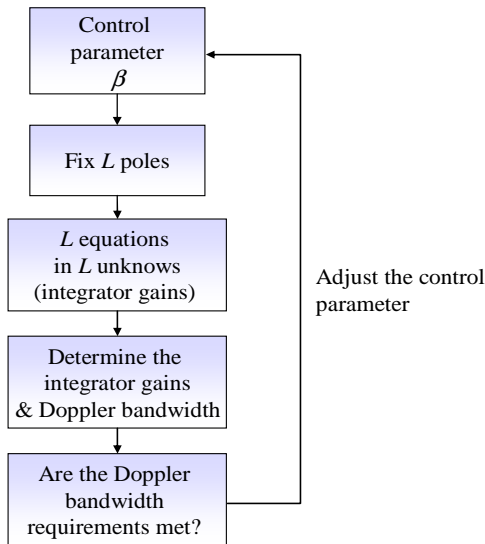 Control
parameter
β
Fix L poles
L equations
in L unknows
(integrator gains)
Determine the
integrator gains
& Doppler bandwidth
Are the Doppler
bandwidth
requirements met?
Adjust the control
parameter